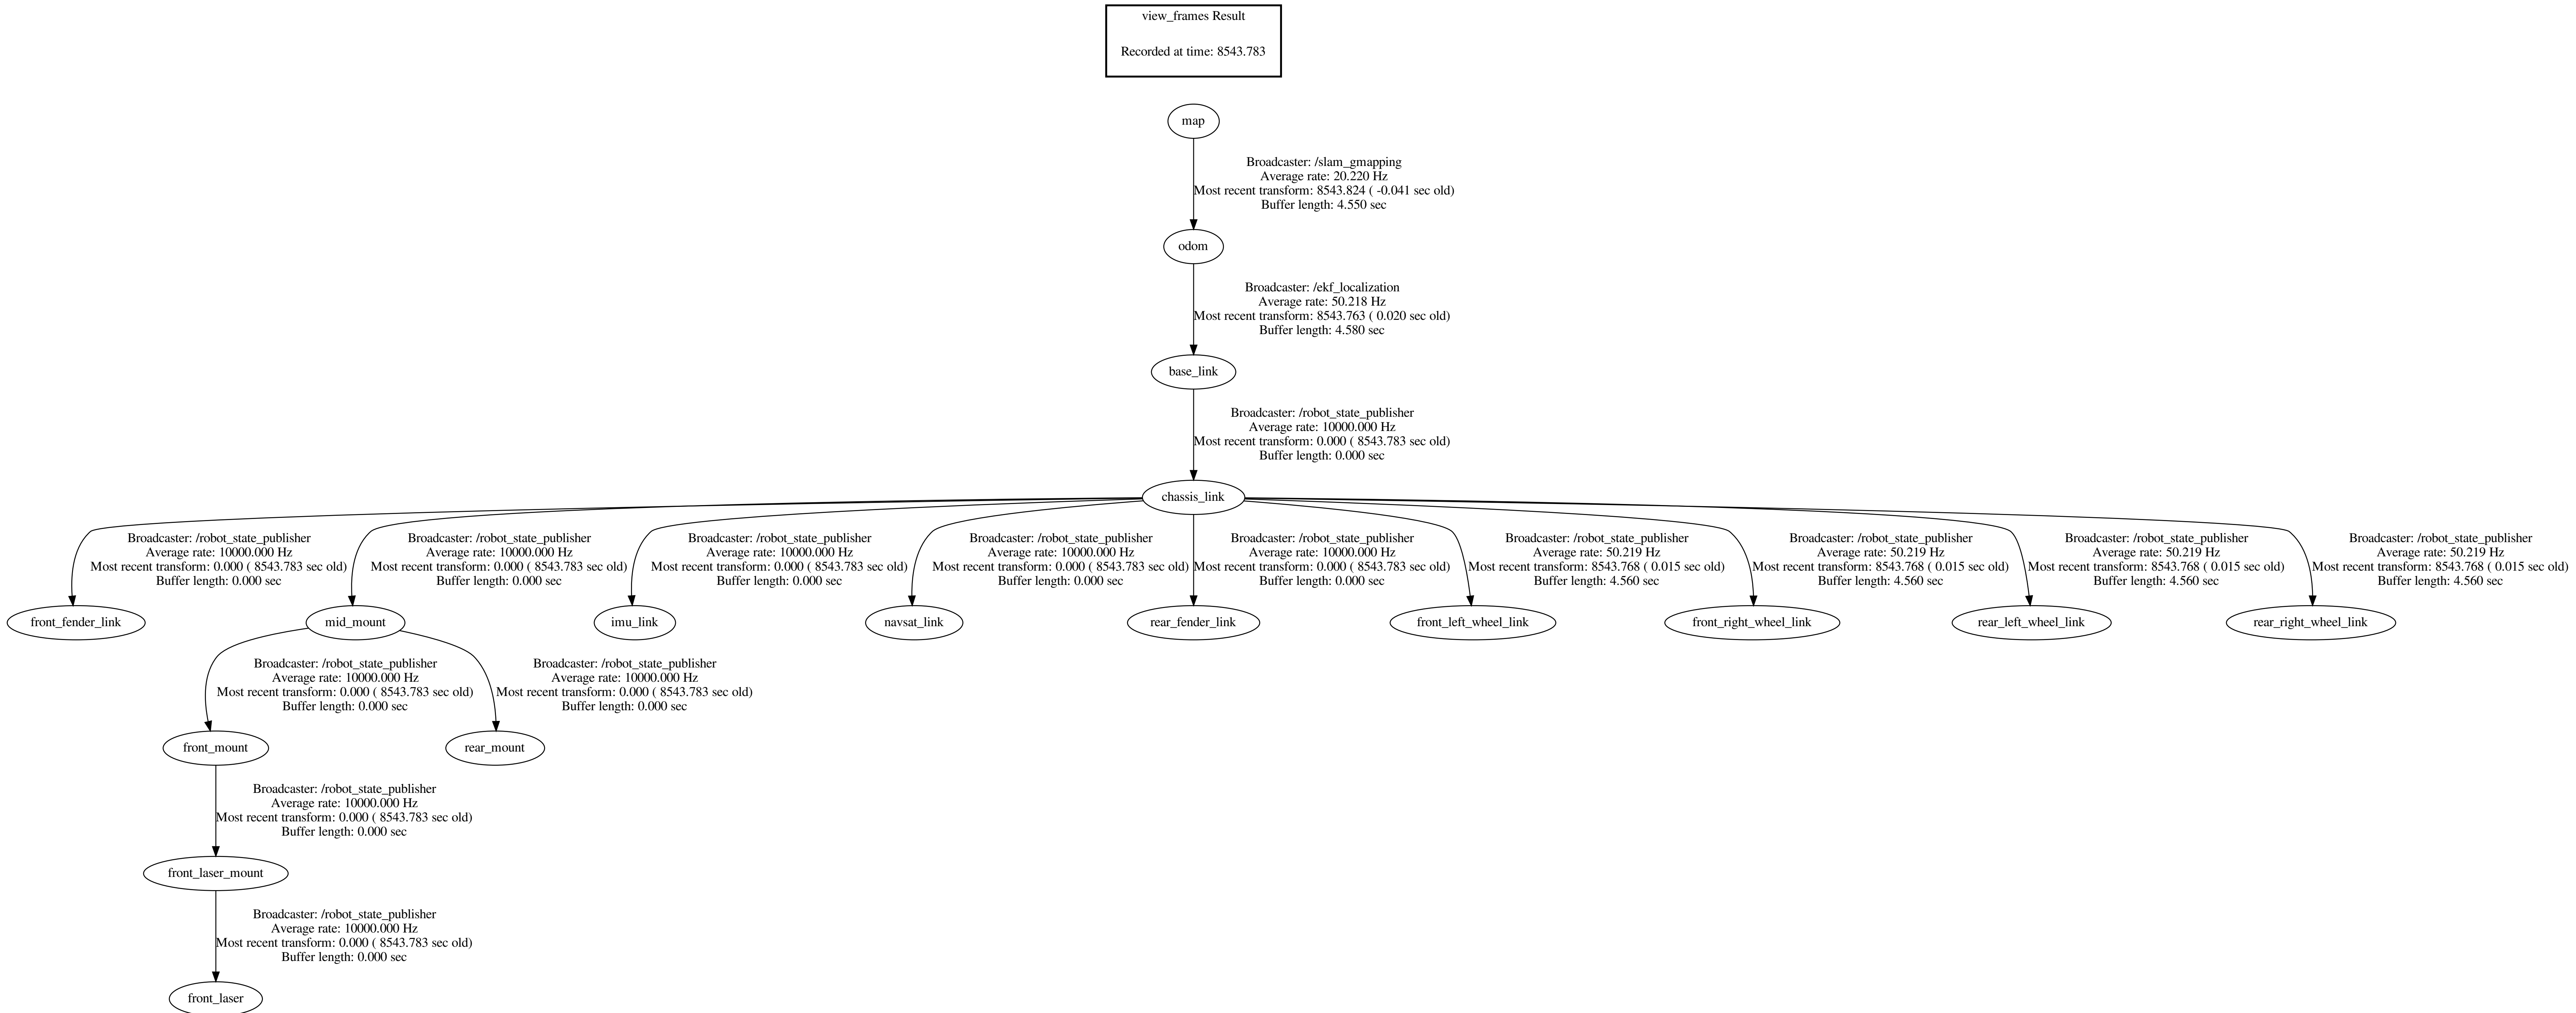 view_frames Result
Recorded at time: 8543.783
map
Broadcaster: /slam_gmapping
Average rate: 20.220 Hz
Most recent transform: 8543.824 ( -0.041 sec old)
Buffer length: 4.550 sec
odom
Broadcaster: /ekf_localization
Average rate: 50.218 Hz
Most recent transform: 8543.763 ( 0.020 sec old)
Buffer length: 4.580 sec
base_link
Broadcaster: /robot_state_publisher
Average rate: 10000.000 Hz
Most recent transform: 0.000 ( 8543.783 sec old)
Buffer length: 0.000 sec
chassis_link
Broadcaster: /robot_state_publisher
Average rate: 10000.000 Hz
Most recent transform: 0.000 ( 8543.783 sec old)
Buffer length: 0.000 sec
Broadcaster: /robot_state_publisher
Average rate: 10000.000 Hz
Most recent transform: 0.000 ( 8543.783 sec old)
Buffer length: 0.000 sec
Broadcaster: /robot_state_publisher
Average rate: 10000.000 Hz
Most recent transform: 0.000 ( 8543.783 sec old)
Buffer length: 0.000 sec
Broadcaster: /robot_state_publisher
Average rate: 10000.000 Hz
Most recent transform: 0.000 ( 8543.783 sec old)
Buffer length: 0.000 sec
Broadcaster: /robot_state_publisher
Average rate: 10000.000 Hz
Most recent transform: 0.000 ( 8543.783 sec old)
Buffer length: 0.000 sec
Broadcaster: /robot_state_publisher
Average rate: 50.219 Hz
Most recent transform: 8543.768 ( 0.015 sec old)
Buffer length: 4.560 sec
Broadcaster: /robot_state_publisher
Average rate: 50.219 Hz
Most recent transform: 8543.768 ( 0.015 sec old)
Buffer length: 4.560 sec
Broadcaster: /robot_state_publisher
Average rate: 50.219 Hz
Most recent transform: 8543.768 ( 0.015 sec old)
Buffer length: 4.560 sec
Broadcaster: /robot_state_publisher
Average rate: 50.219 Hz
Most recent transform: 8543.768 ( 0.015 sec old)
Buffer length: 4.560 sec
front_fender_link
mid_mount
imu_link
navsat_link
rear_fender_link
front_left_wheel_link
front_right_wheel_link
rear_left_wheel_link
rear_right_wheel_link
Broadcaster: /robot_state_publisher
Average rate: 10000.000 Hz
Most recent transform: 0.000 ( 8543.783 sec old)
Buffer length: 0.000 sec
Broadcaster: /robot_state_publisher
Average rate: 10000.000 Hz
Most recent transform: 0.000 ( 8543.783 sec old)
Buffer length: 0.000 sec
front_mount
rear_mount
Broadcaster: /robot_state_publisher
Average rate: 10000.000 Hz
Most recent transform: 0.000 ( 8543.783 sec old)
Buffer length: 0.000 sec
front_laser_mount
Broadcaster: /robot_state_publisher
Average rate: 10000.000 Hz
Most recent transform: 0.000 ( 8543.783 sec old)
Buffer length: 0.000 sec
front_laser